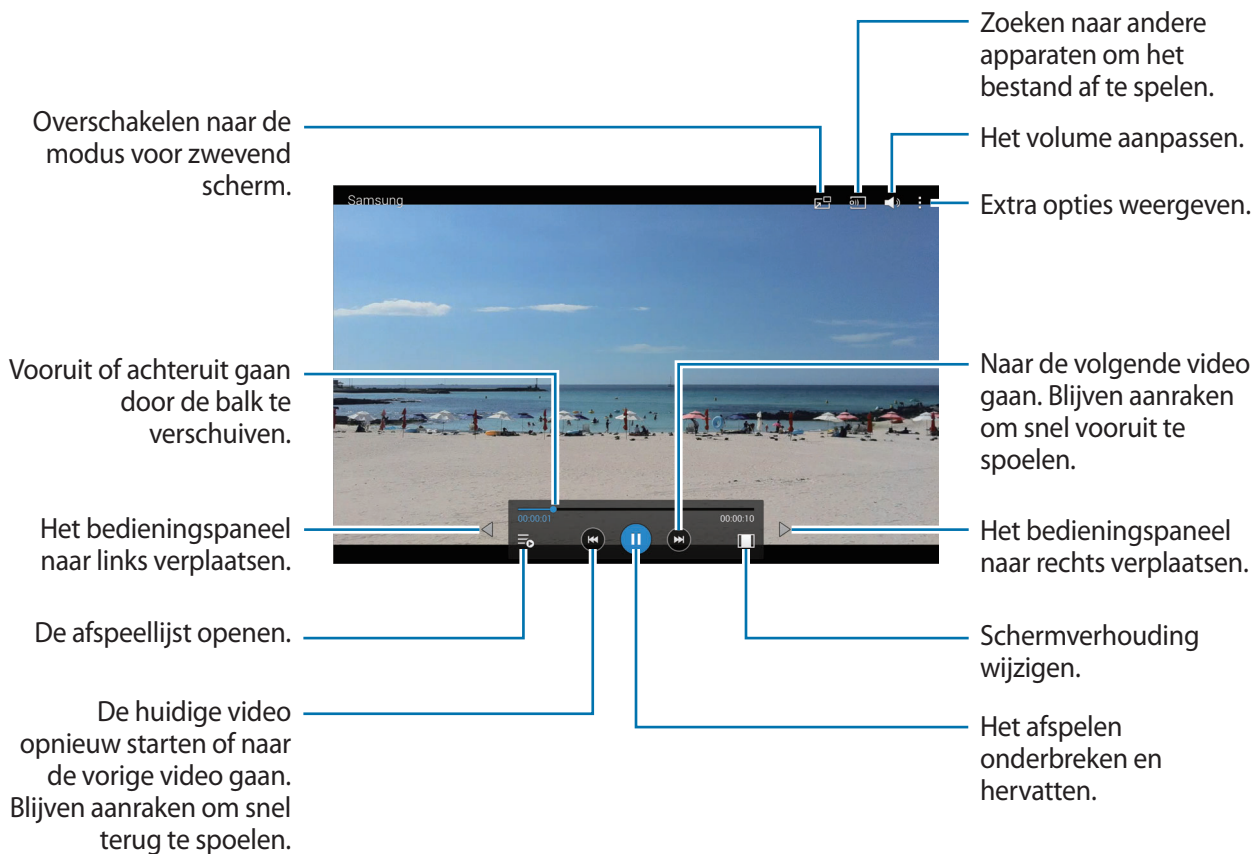 Zoeken naar andere
apparaten om het
bestand af te spelen.
Overschakelen naar de
modus voor zwevend
scherm.
Het volume aanpassen.
Samsung
Extra opties weergeven.
Vooruit of achteruit gaan
door de balk te
verschuiven.
Naar de volgende video
gaan. Blijven aanraken
om snel vooruit te
spoelen.
00:00:01
00:00:10
Het bedieningspaneel
naar links verplaatsen.
Het bedieningspaneel
naar rechts verplaatsen.
De afspeellijst openen.
Schermverhouding
wijzigen.
De huidige video
opnieuw starten of naar
de vorige video gaan.
Blijven aanraken om snel
terug te spoelen.
Het afspelen
onderbreken en
hervatten.